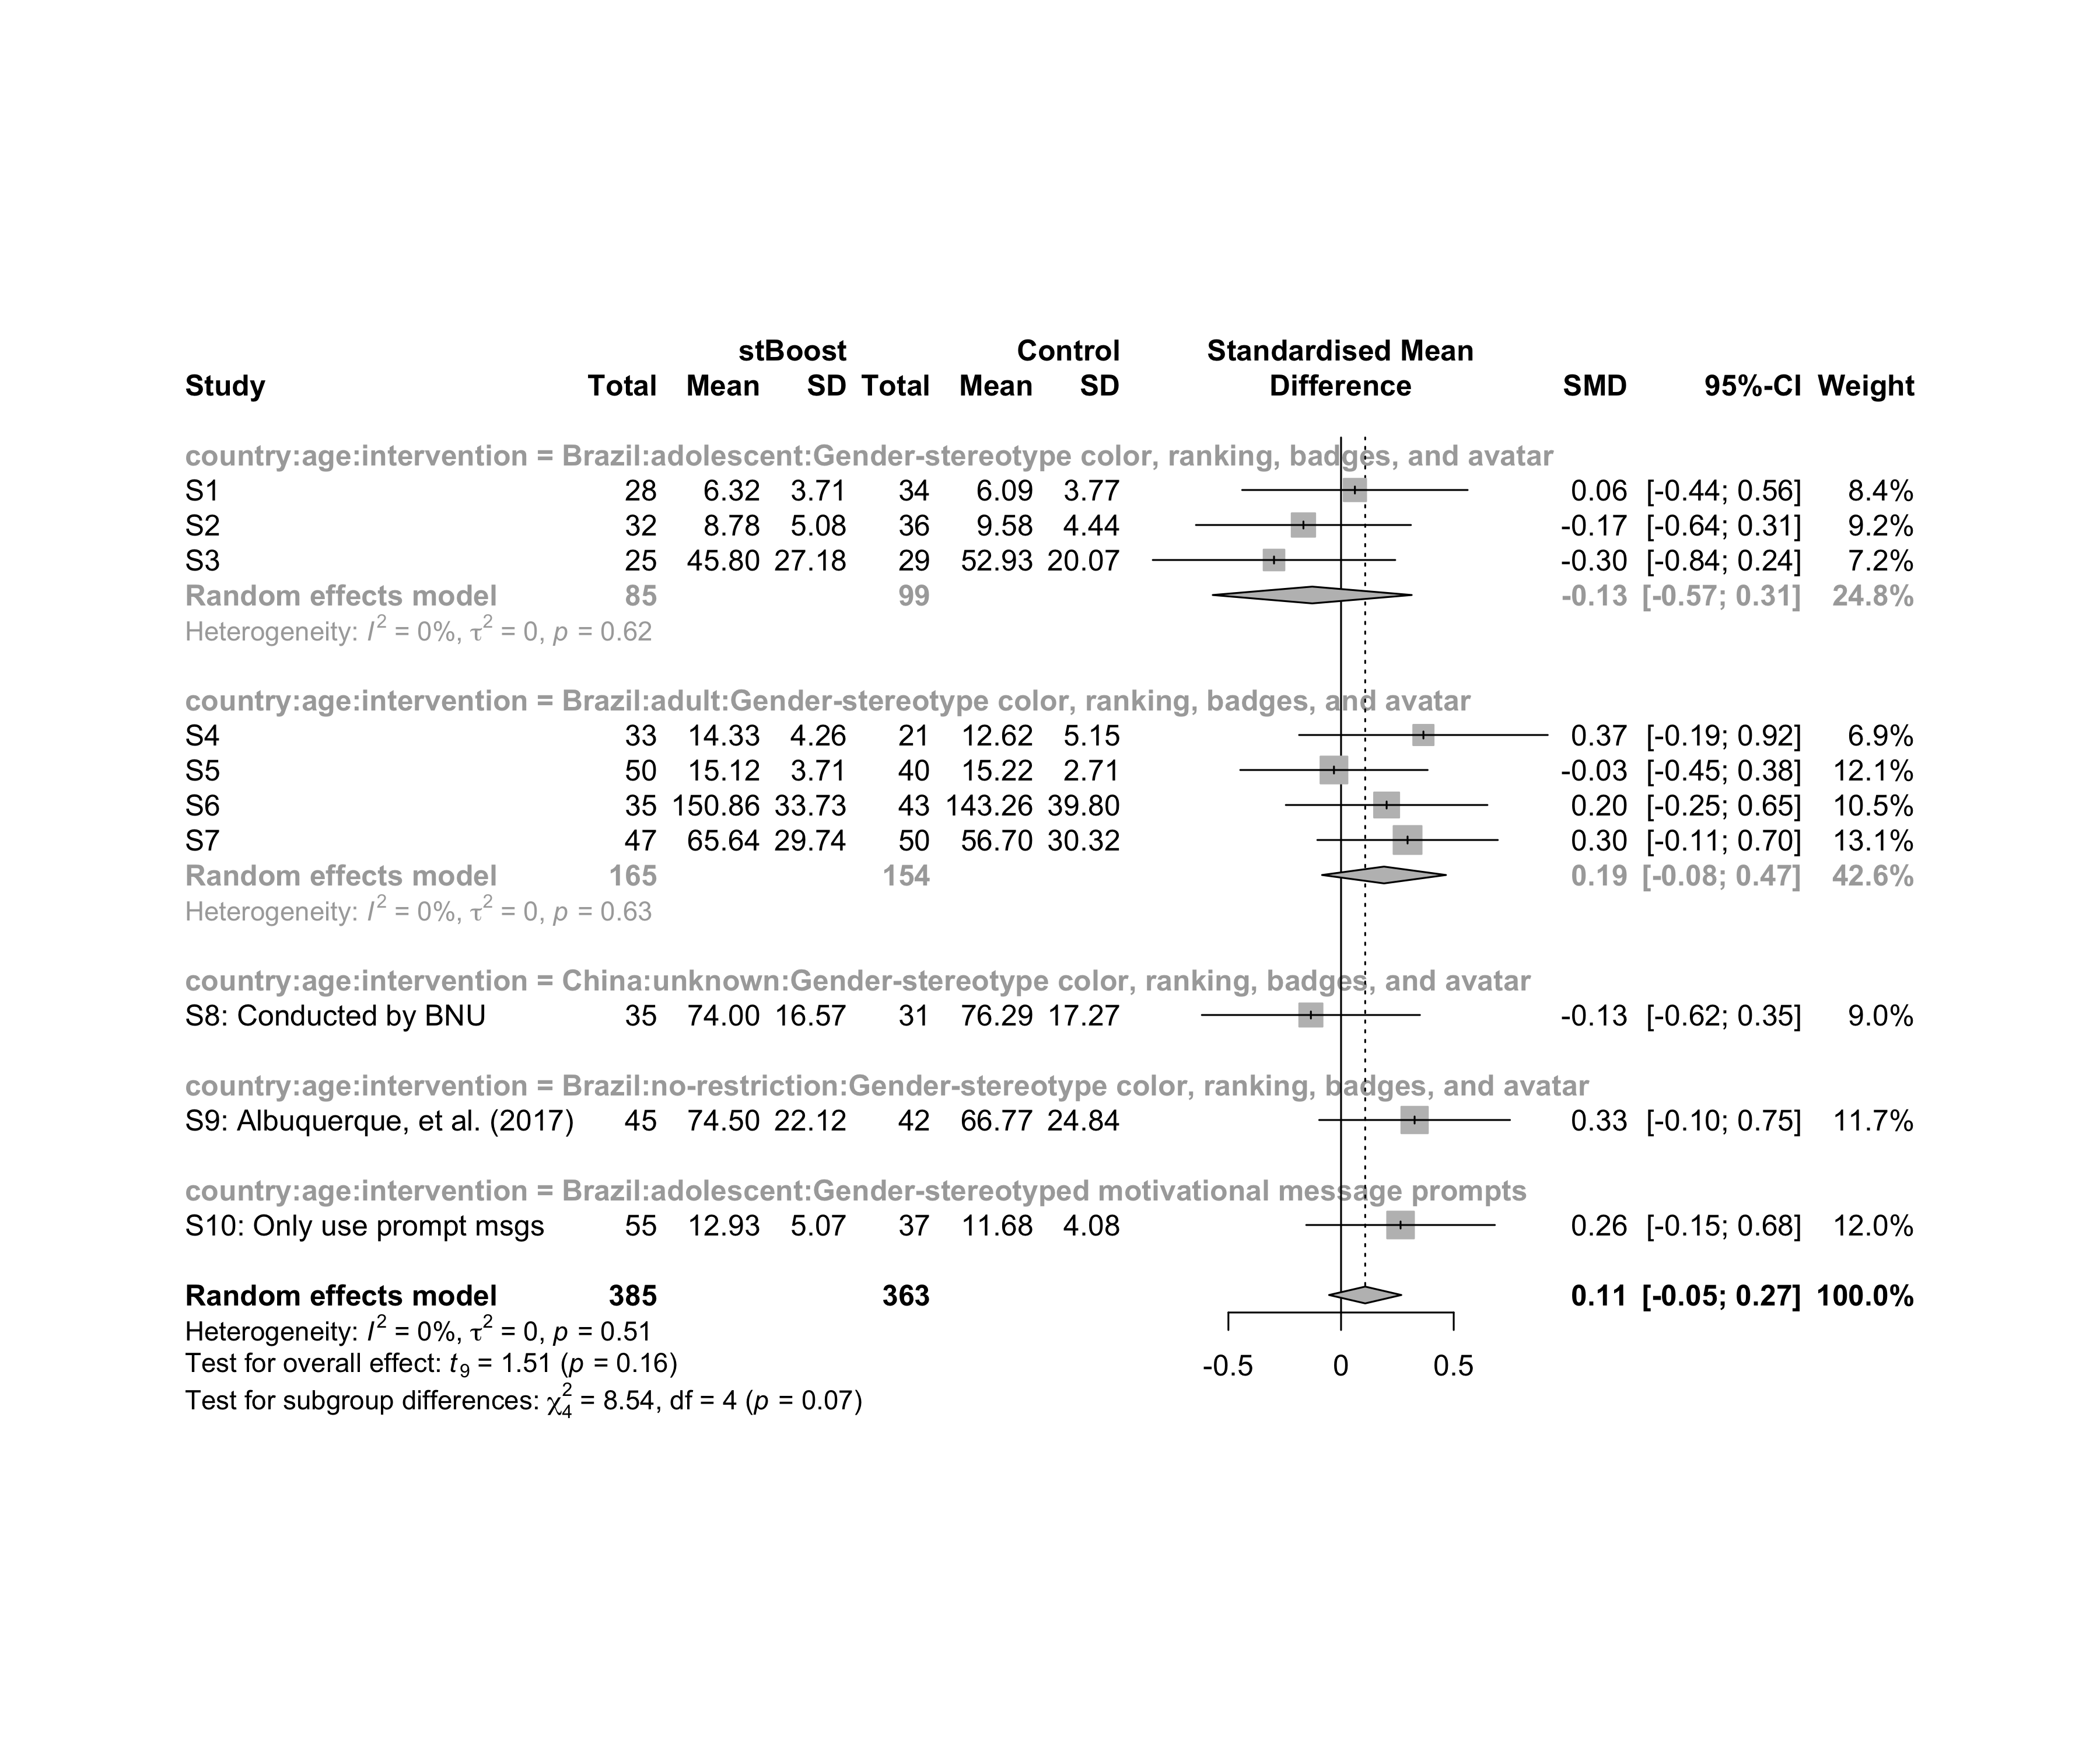 stBoost Control Standardised Mean
Study Total Mean SD Total Mean SD Difference SMD 95%-CI Weight
country:age:intervention = Brazil:adolescent:Gender-stereotype color, ranking, badges, and avatar
S1 28 6.32 3.71 34 6.09 3.77 0.06 [-0.44; 0.56] 8.4%
S2 32 8.78 5.08 36 9.58 4.44 -0.17 [-0.64; 0.31] 9.2%
S3 25 45.80 27.18 29 52.93 20.07 -0.30 [-0.84; 0.24] 7.2%
Random effects model 85 99 -0.13 [-0.57; 0.31] 24.8%
Heterogeneity: I² = 0%, τ² = 0, p = 0.62
country:age:intervention = Brazil:adult:Gender-stereotype color, ranking, badges, and avatar
S4 33 14.33 4.26 21 12.62 5.15 0.37 [-0.19; 0.92] 6.9%
S5 50 15.12 3.71 40 15.22 2.71 -0.03 [-0.45; 0.38] 12.1%
S6 35 150.86 33.73 43 143.26 39.80 0.20 [-0.25; 0.65] 10.5%
S7 47 65.64 29.74 50 56.70 30.32 0.30 [-0.11; 0.70] 13.1%
Random effects model 165 154 0.19 [-0.08; 0.47] 42.6%
Heterogeneity: I² = 0%, τ² = 0, p = 0.63
country:age:intervention = China:unknown:Gender-stereotype color, ranking, badges, and avatar
S8: Conducted by BNU 35 74.00 16.57 31 76.29 17.27 -0.13 [-0.62; 0.35] 9.0%
country:age:intervention = Brazil:no-restriction:Gender-stereotype color, ranking, badges, and avatar
S9: Albuquerque, et al. (2017) 45 74.50 22.12 42 66.77 24.84 0.33 [-0.10; 0.75] 11.7%
country:age:intervention = Brazil:adolescent:Gender-stereotyped motivational message prompts
S10: Only use prompt msgs 55 12.93 5.07 37 11.68 4.08 0.26 [-0.15; 0.68] 12.0%
Random effects model 385 363 0.11 [-0.05; 0.27] 100.0%
Heterogeneity: I² = 0%, τ² = 0, p = 0.51
Test for overall effect: t₉ = 1.51 (p = 0.16)
-0.5 0 0.5
Test for subgroup differences: χ²₄ = 8.54, df = 4 (p = 0.07)